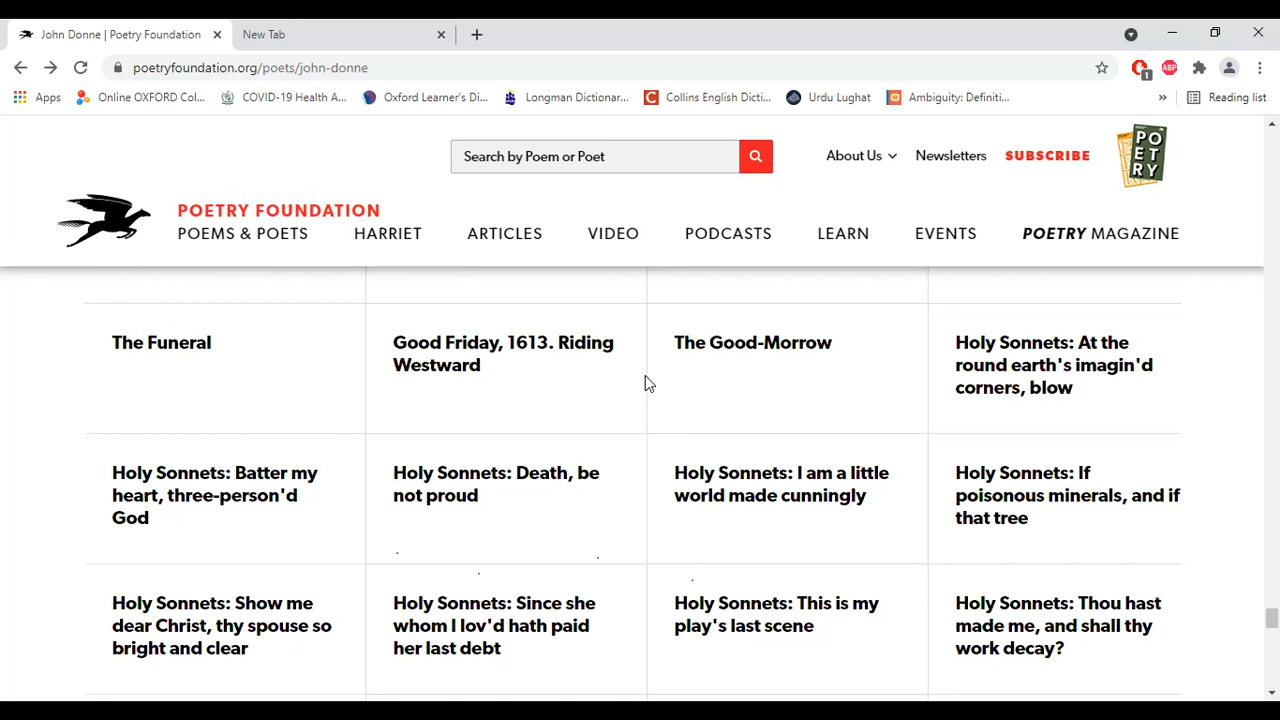 John Donne | Poetry Foundation
New Tab
poetryfoundation.org/poets/john-donne
1
ABP
Apps
Online OXFORD Col...
COVID-19 Health A...
Oxford Learner's Di...
Longman Dictionar...
Collins English Dicti...
Urdu Lughat
Ambiguity: Definiti...
»
Reading list
Search by Poem or Poet
About Us
Newsletters
SUBSCRIBE
PO
ET
RY
POETRY FOUNDATION
POEMS & POETS
HARRIET
ARTICLES
VIDEO
PODCASTS
LEARN
EVENTS
POETRY MAGAZINE
The Funeral
Good Friday, 1613. Riding
Westward
The Good-Morrow
Holy Sonnets: At the
round earth's imagin'd
corners, blow
Holy Sonnets: Batter my
heart, three-person'd
God
Holy Sonnets: Death, be
not proud
Holy Sonnets: I am a little
world made cunningly
Holy Sonnets: If
poisonous minerals, and if
that tree
Holy Sonnets: Show me
dear Christ, thy spouse so
bright and clear
Holy Sonnets: Since she
whom I lov'd hath paid
her last debt
Holy Sonnets: This is my
play's last scene
Holy Sonnets: Thou hast
made me, and shall thy
work decay?